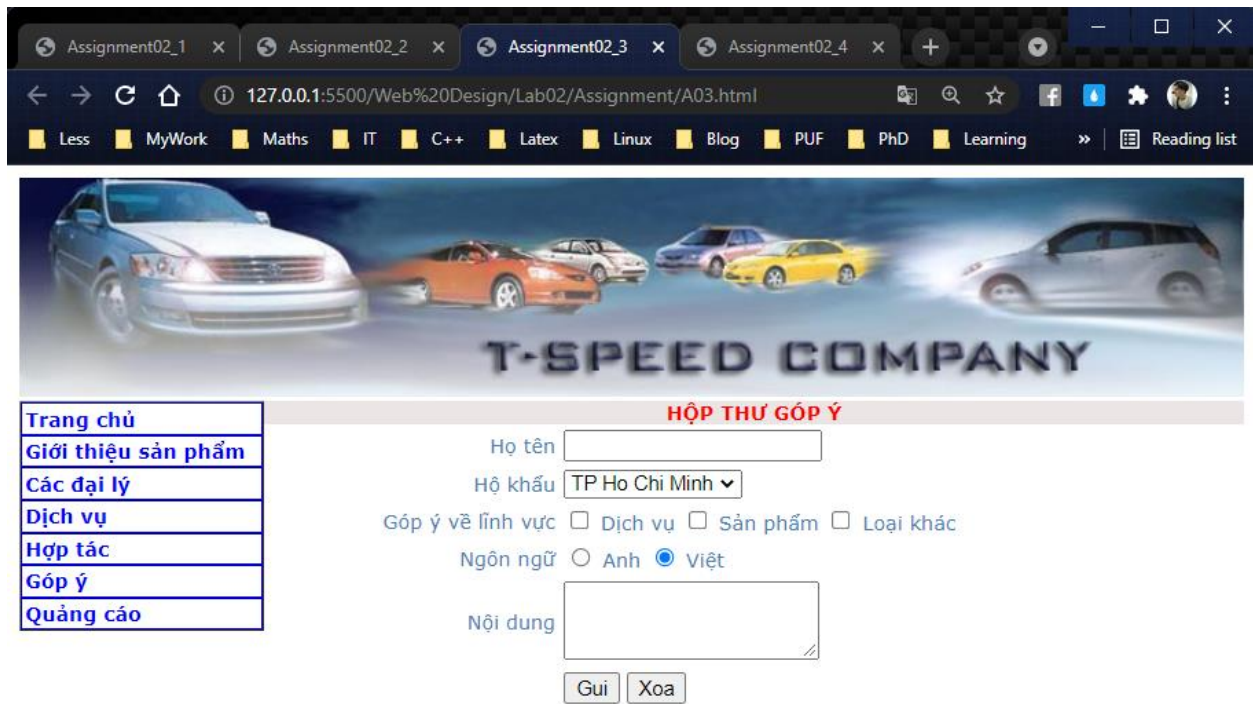 Assignment02_1 Assignment02_2 Assignment02_3 Assignment02_4
127.0.0.1:5500/Web%20Design/Lab02/Assignment/A03.html
Less MyWork Maths IT C++ Latex Linux Blog PUF PhD Learning » Reading list
T-SPEED COMPANY
HỘP THƯ GÓP Ý
Trang chủ
Giới thiệu sản phẩm
Các đại lý
Dịch vụ
Hợp tác
Góp ý
Quảng cáo
Họ tên
Hộ khẩu TP Ho Chi Minh
Góp ý về lĩnh vực Dịch vụ Sản phẩm Loại khác
Ngôn ngữ Anh Việt
Nội dung
Gui Xoa